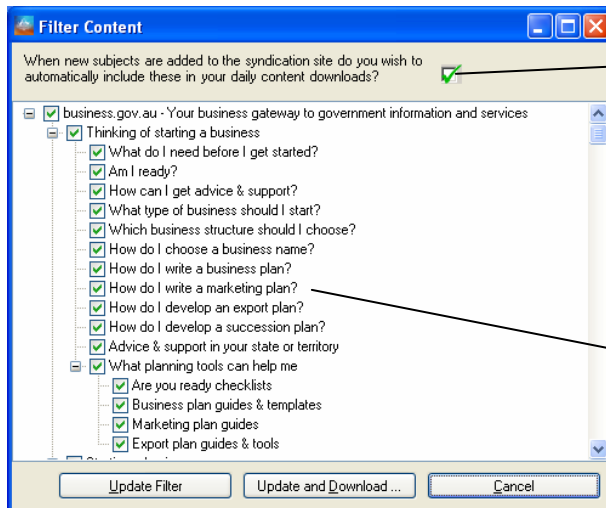 Filter Content
When new subjects are added to the syndication site do you wish to
automatically include these in your daily content downloads?
business.gov.au - Your business gateway to government information and services
Thinking of starting a business
What do I need before I get started?
Am I ready?
How can I get advice & support?
What type of business should I start?
Which business structure should I choose?
How do I choose a business name?
How do I write a business plan?
How do I write a marketing plan?
How do I develop an export plan?
How do I develop a succession plan?
Advice & support in your state or territory
What planning tools can help me
Are you ready checklists
Business plan guides & templates
Marketing plan guides
Export plan guides & tools
Update Filter
Update and Download ...
Cancel